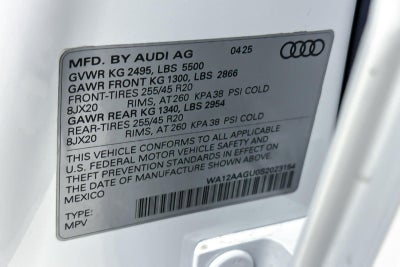 MFD. BY AUDI AG 04 25
GVWR KG 2495, LBS 5500
GAWR FRONT KG 1300, LBS 2866
FRONT-TIRES 255/45 R20
8JX20 RIMS, AT 260 KPA 38 PSI COLD
GAWR REAR KG 1340, LBS 2954
REAR-TIRES 255/45 R20
8JX20 RIMS, AT 260 KPA 38 PSI COLD
THIS VEHICLE CONFORMS TO ALL APPLICABLE
U.S. FEDERAL MOTOR VEHICLE SAFETY AND
THEFT PREVENTION STANDARDS IN EFFECT ON
THE DATE OF MANUFACTURE SHOWN ABOVE.
MEXICO
WA12AAGU0S2023154
TYPE:
MPV